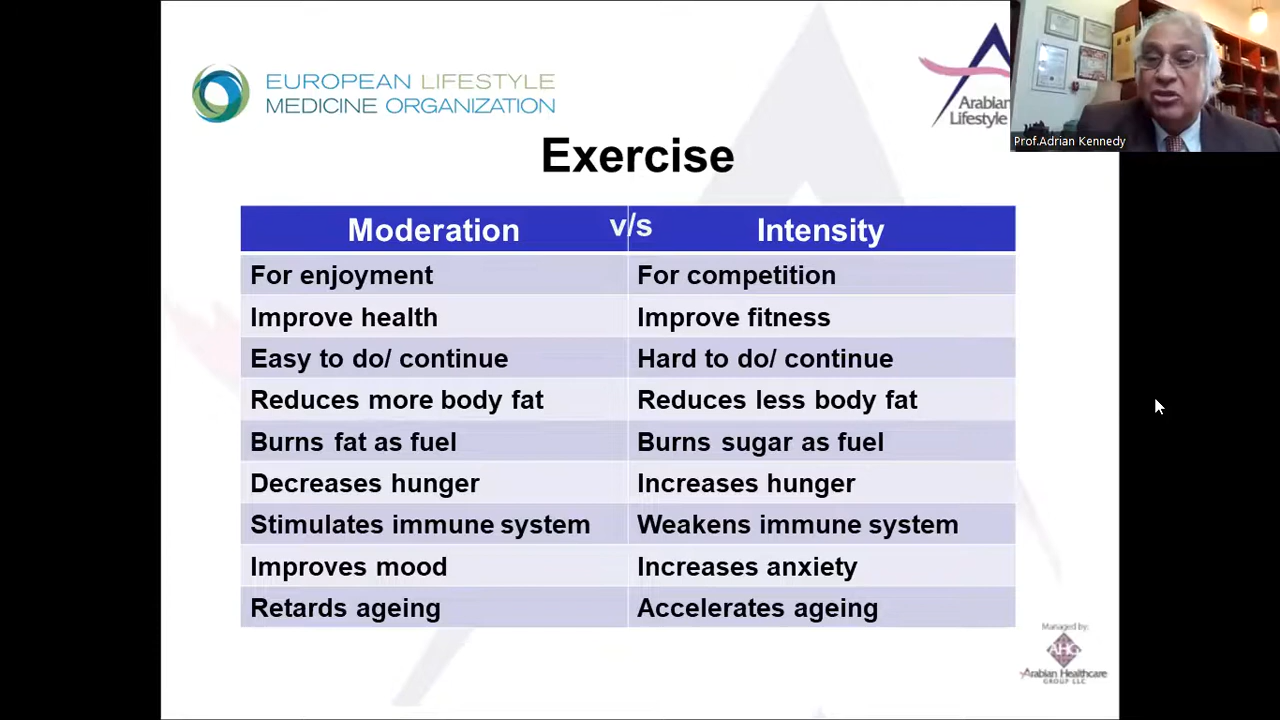 EUROPEAN LIFESTYLE
MEDICINE ORGANIZATION
Arabian
Lifestyle
Prof.Adrian Kennedy
Exercise
Moderation v/s Intensity
For enjoyment For competition
Improve health Improve fitness
Easy to do/ continue Hard to do/ continue
Reduces more body fat Reduces less body fat
Burns fat as fuel Burns sugar as fuel
Decreases hunger Increases hunger
Stimulates immune system Weakens immune system
Improves mood Increases anxiety
Retards ageing Accelerates ageing
Managed by:
AHG
Arabian Healthcare
GROUP LLC